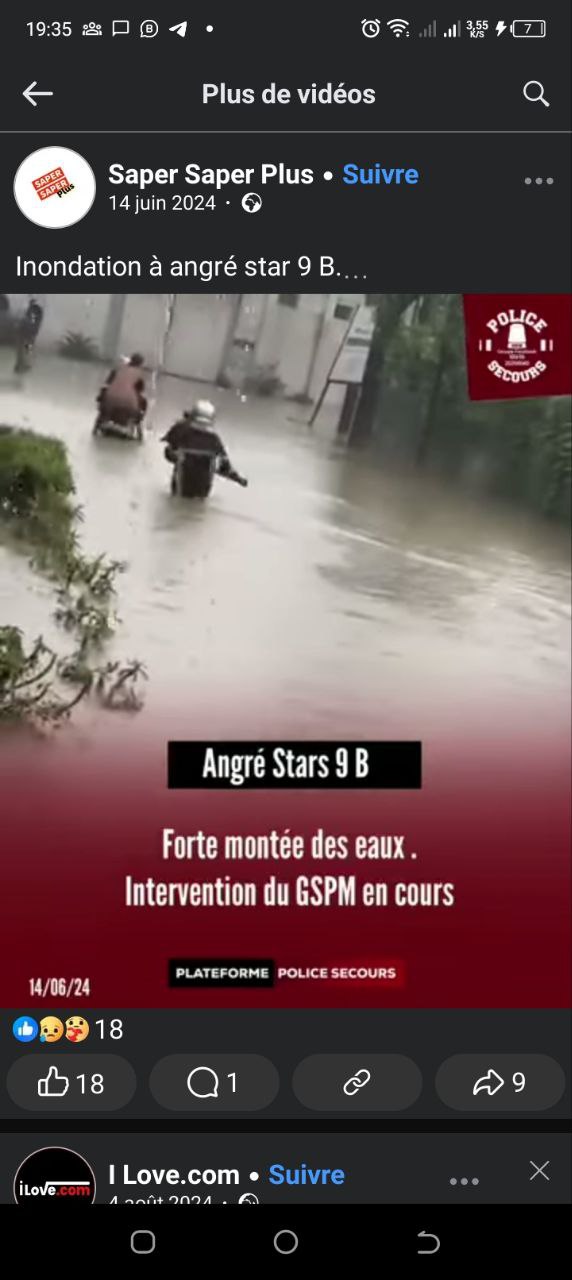 19:35
3,55
K/S
7
Plus de vidéos
SAPER
SAPER
Plus
Saper Saper Plus • Suivre
14 juin 2024 ·
Inondation à angré star 9 B.…
POLICE
SECOURS
Angré Stars 9 B
Forte montée des eaux .
Intervention du GSPM en cours
PLATEFORME POLICE SECOURS
14/06/24
18
18
1
9
iLove.com
I Love.com • Suivre
4 août 2024 ·